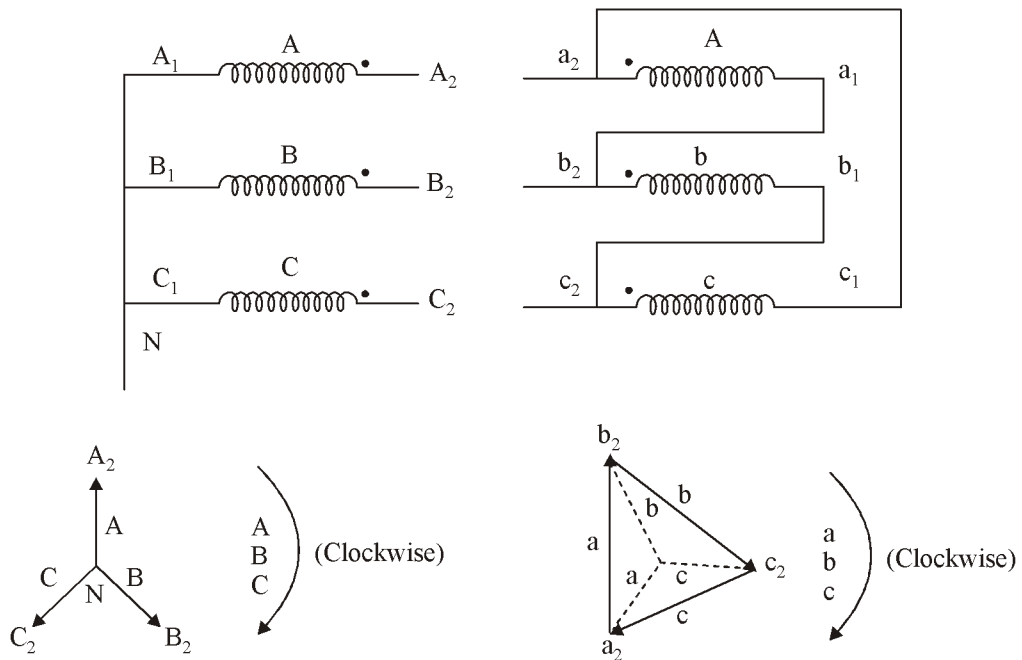 A₁ A A₂
B₁ B B₂
C₁ C C₂
N
a₂ A a₁
b₂ b b₁
c₂ c c₁
A₂
A
C B
N
C₂ B₂
A
B (Clockwise)
C
b₂
b
b
a
a c
c₂
c
a₂
a
b (Clockwise)
c